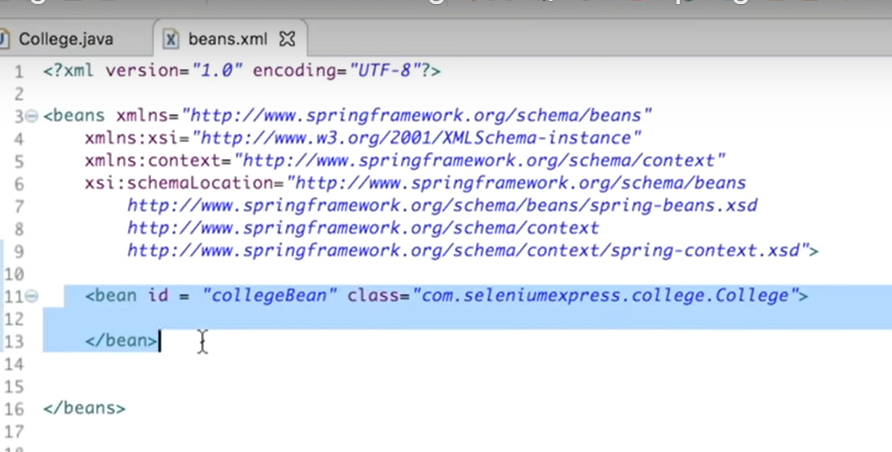 College.java beans.xml
1 <?xml version="1.0" encoding="UTF-8"?>
2
3 <beans xmlns="http://www.springframework.org/schema/beans"
4 xmlns:xsi="http://www.w3.org/2001/XMLSchema-instance"
5 xmlns:context="http://www.springframework.org/schema/context"
6 xsi:schemaLocation="http://www.springframework.org/schema/beans
7 http://www.springframework.org/schema/beans/spring-beans.xsd
8 http://www.springframework.org/schema/context
9 http://www.springframework.org/schema/context/spring-context.xsd">
10
11 <bean id = "collegeBean" class="com.seleniumexpress.college.College">
12
13 </bean>
14
15
16 </beans>
17